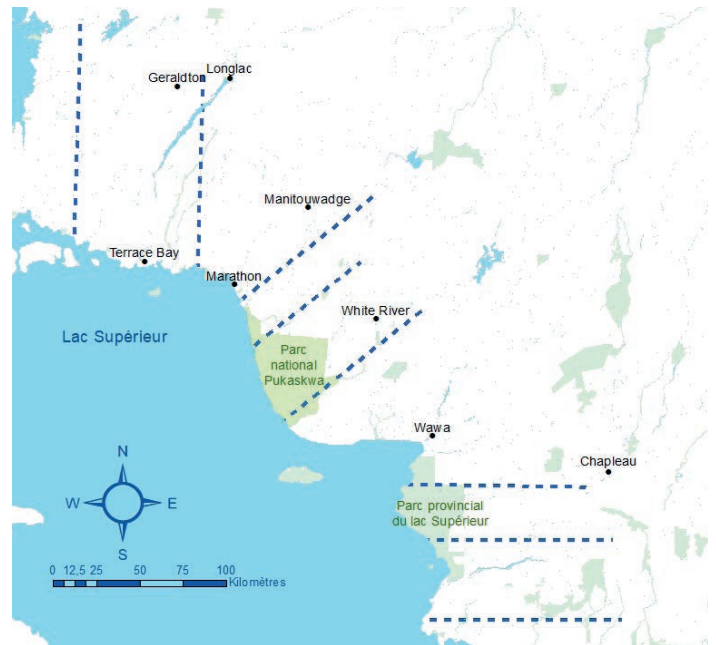 Longlac
Geraldton
Manitouwadge
Terrace Bay
Marathon
White River
Lac Supérieur
Parc
national
Pukaskwa
Wawa
Chapleau
N
W E
S
Parc provincial
du lac Supérieur
0 12,5 25 50 75 100
Kilomètres